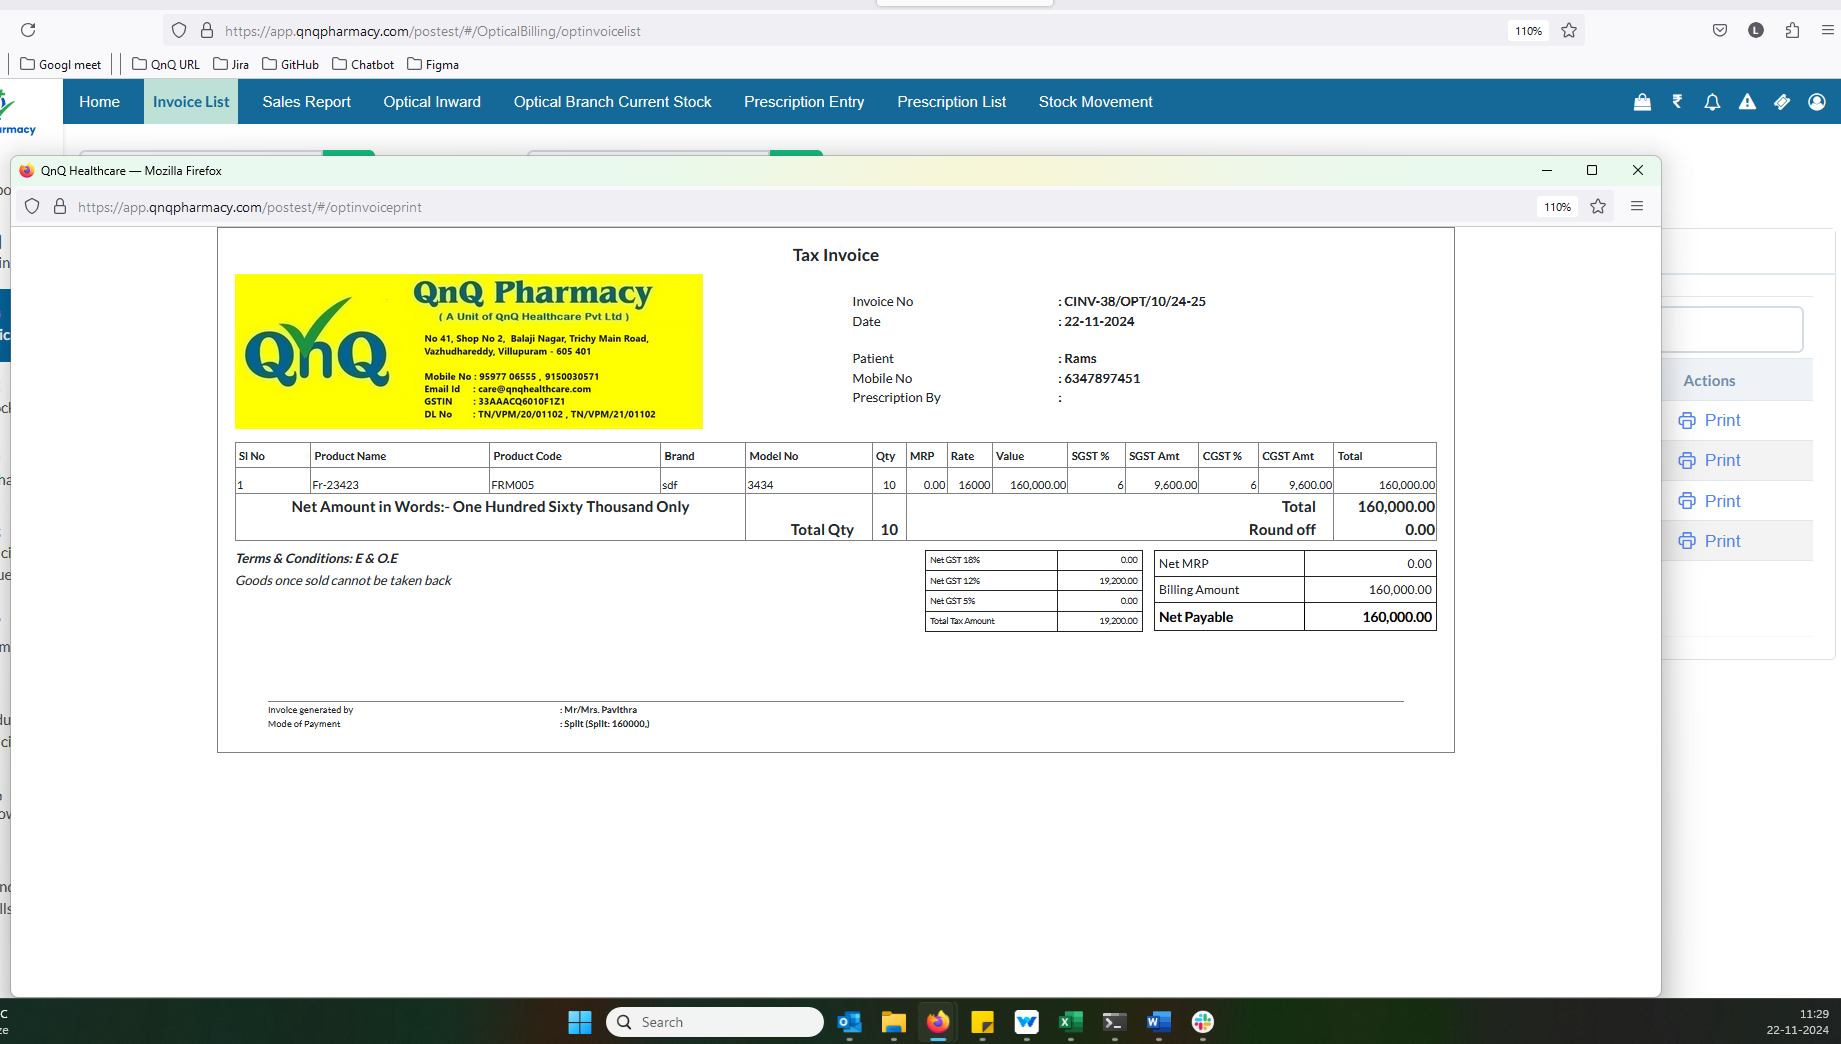 https://app.qnqpharmacy.com/postest/#/OpticalBilling/optinvoicelist
110%
L
Googl meet
QnQ URL
Jira
GitHub
Chatbot
Figma
rmacy
Home
Invoice List
Sales Report
Optical Inward
Optical Branch Current Stock
Prescription Entry
Prescription List
Stock Movement
QnQ Healthcare — Mozilla Firefox
https://app.qnqpharmacy.com/postest/#/optinvoiceprint
110%
Tax Invoice
QnQ
QnQ Pharmacy
( A Unit of QnQ Healthcare Pvt Ltd )
No 41, Shop No 2, Balaji Nagar, Trichy Main Road,
Vazhudhareddy, Villupuram - 605 401
Mobile No : 95977 06555 , 9150030571
Email Id : care@qnqhealthcare.com
GSTIN : 33AAACQ6010F1Z1
DL No : TN/VPM/20/01102 , TN/VPM/21/01102
Invoice No : CINV-38/OPT/10/24-25
Date : 22-11-2024
Patient : Rams
Mobile No : 6347897451
Prescription By :
Sl No Product Name Product Code Brand Model No Qty MRP Rate Value SGST % SGST Amt CGST % CGST Amt Total
1 Fr-23423 FRM005 sdf 3434 10 0.00 16000 160,000.00 6 9,600.00 6 9,600.00 160,000.00
Net Amount in Words:- One Hundred Sixty Thousand Only Total 160,000.00
Total Qty 10 Round off 0.00
Terms & Conditions: E & O.E
Goods once sold cannot be taken back
Net GST 18% 0.00
Net GST 12% 19,200.00
Net GST 5% 0.00
Total Tax Amount 19,200.00
Net MRP 0.00
Billing Amount 160,000.00
Net Payable 160,000.00
Invoice generated by : Mr/Mrs. Pavithra
Mode of Payment : Split (Split: 160000,)
Actions
Print
Print
Print
Print
Search
11:29
22-11-2024